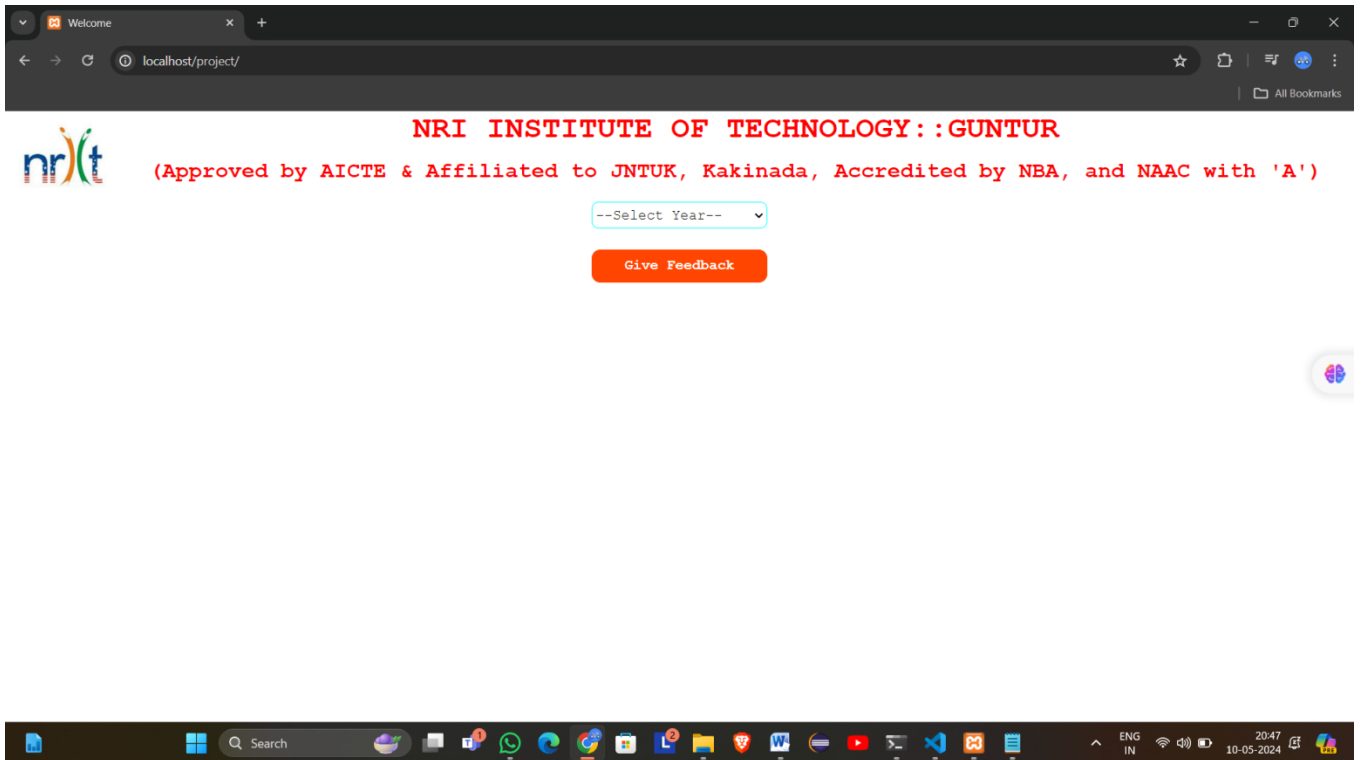 Welcome
localhost/project/
All Bookmarks
nriit
NRI INSTITUTE OF TECHNOLOGY::GUNTUR
(Approved by AICTE & Affiliated to JNTUK, Kakinada, Accredited by NBA, and NAAC with 'A')
--Select Year--
Give Feedback
Search
ENG
IN
20:47
10-05-2024